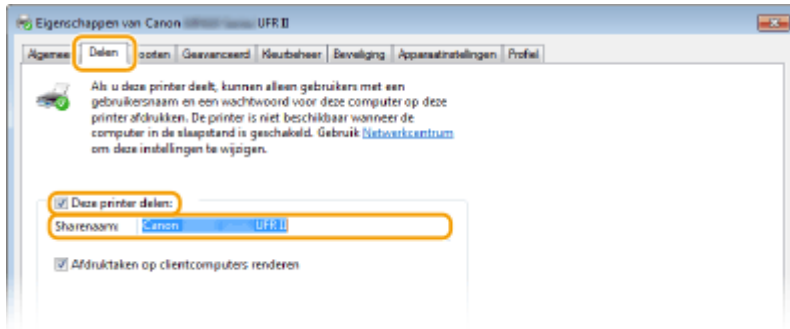 Eigenschappen van Canon UFR II
Algemeen Delen Poorten Geavanceerd Kleurbeheer Beveiliging Apparaatinstellingen Profiel
Als u deze printer deelt, kunnen alleen gebruikers met een
gebruikersnaam en een wachtwoord voor deze computer op deze
printer afdrukken. De printer is niet beschikbaar wanneer de
computer in de slaapstand is geschakeld. Gebruik Netwerkcentrum
om deze instellingen te wijzigen.
Deze printer delen:
Sharenaam: Canon UFR II
Afdruktaken op clientcomputers renderen